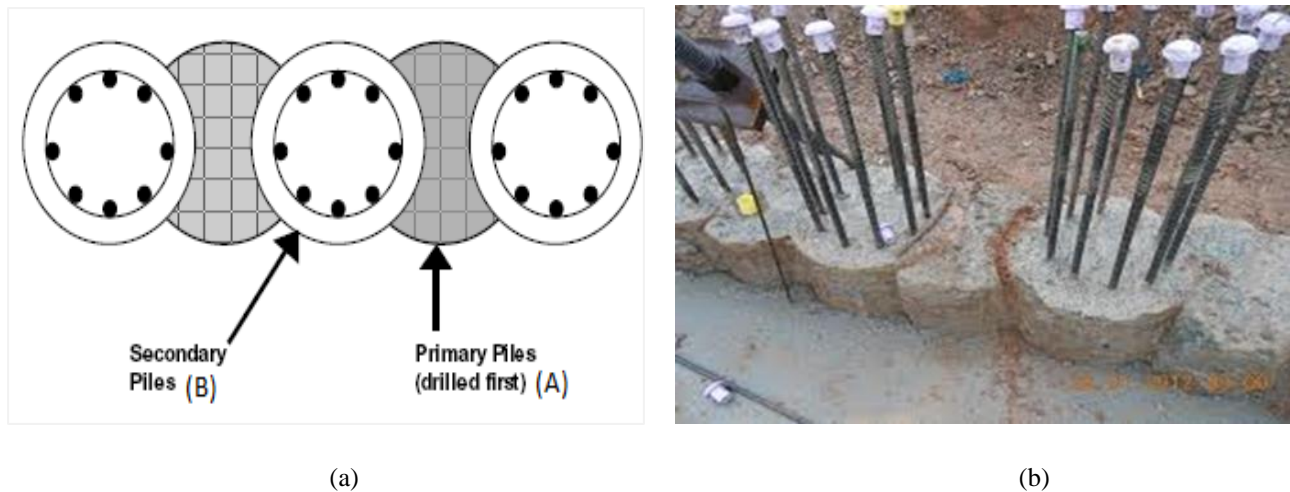 Secondary
Piles (B)
Primary Piles
(drilled first) (A)
(a)
(b)